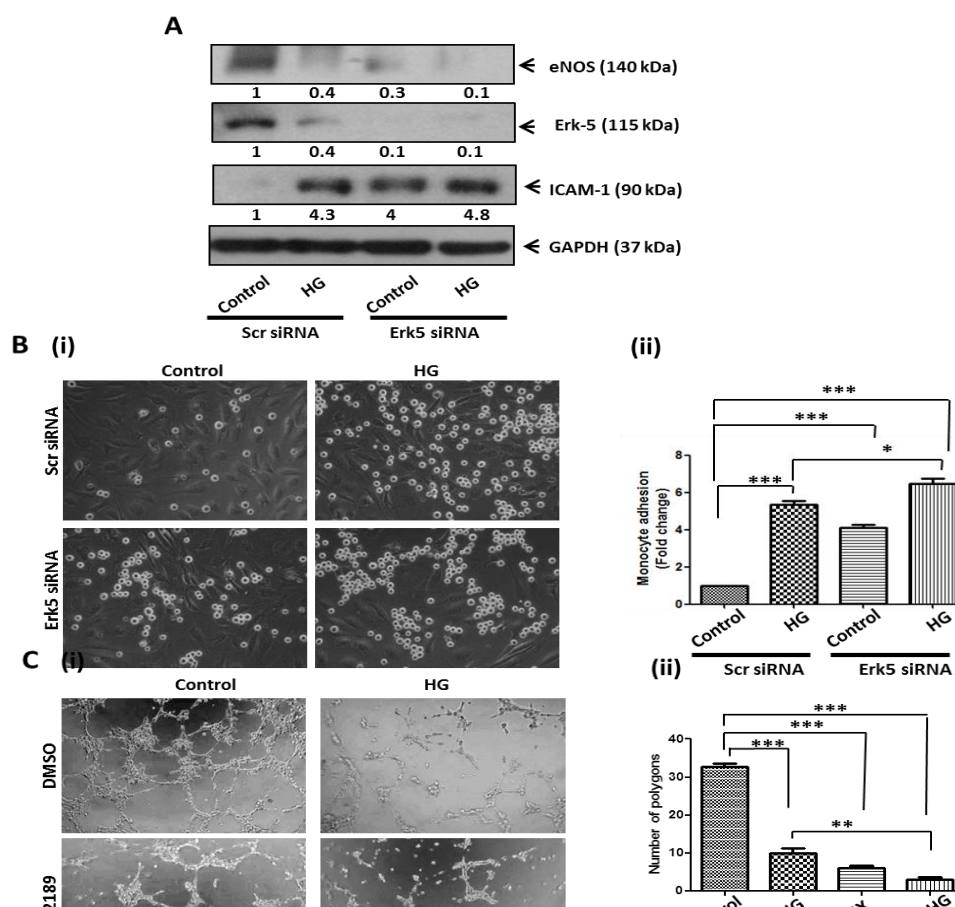 A
eNOS (140 kDa)
1 0.4 0.3 0.1
Erk-5 (115 kDa)
1 0.4 0.1 0.1
ICAM-1 (90 kDa)
1 4.3 4 4.8
GAPDH (37 kDa)
Control HG Control HG
Scr siRNA Erk5 siRNA
B (i)
Control HG
Scr siRNA
Erk5 siRNA
(ii)
***
***
*
***
Monocyte adhesion
(Fold change)
8
6
4
2
0
Control HG Control HG
Scr siRNA Erk5 siRNA
C (i)
Control HG
DMSO
2189
(ii)
***
***
***
**
Number of polygons
40
30
20
10
0
HG